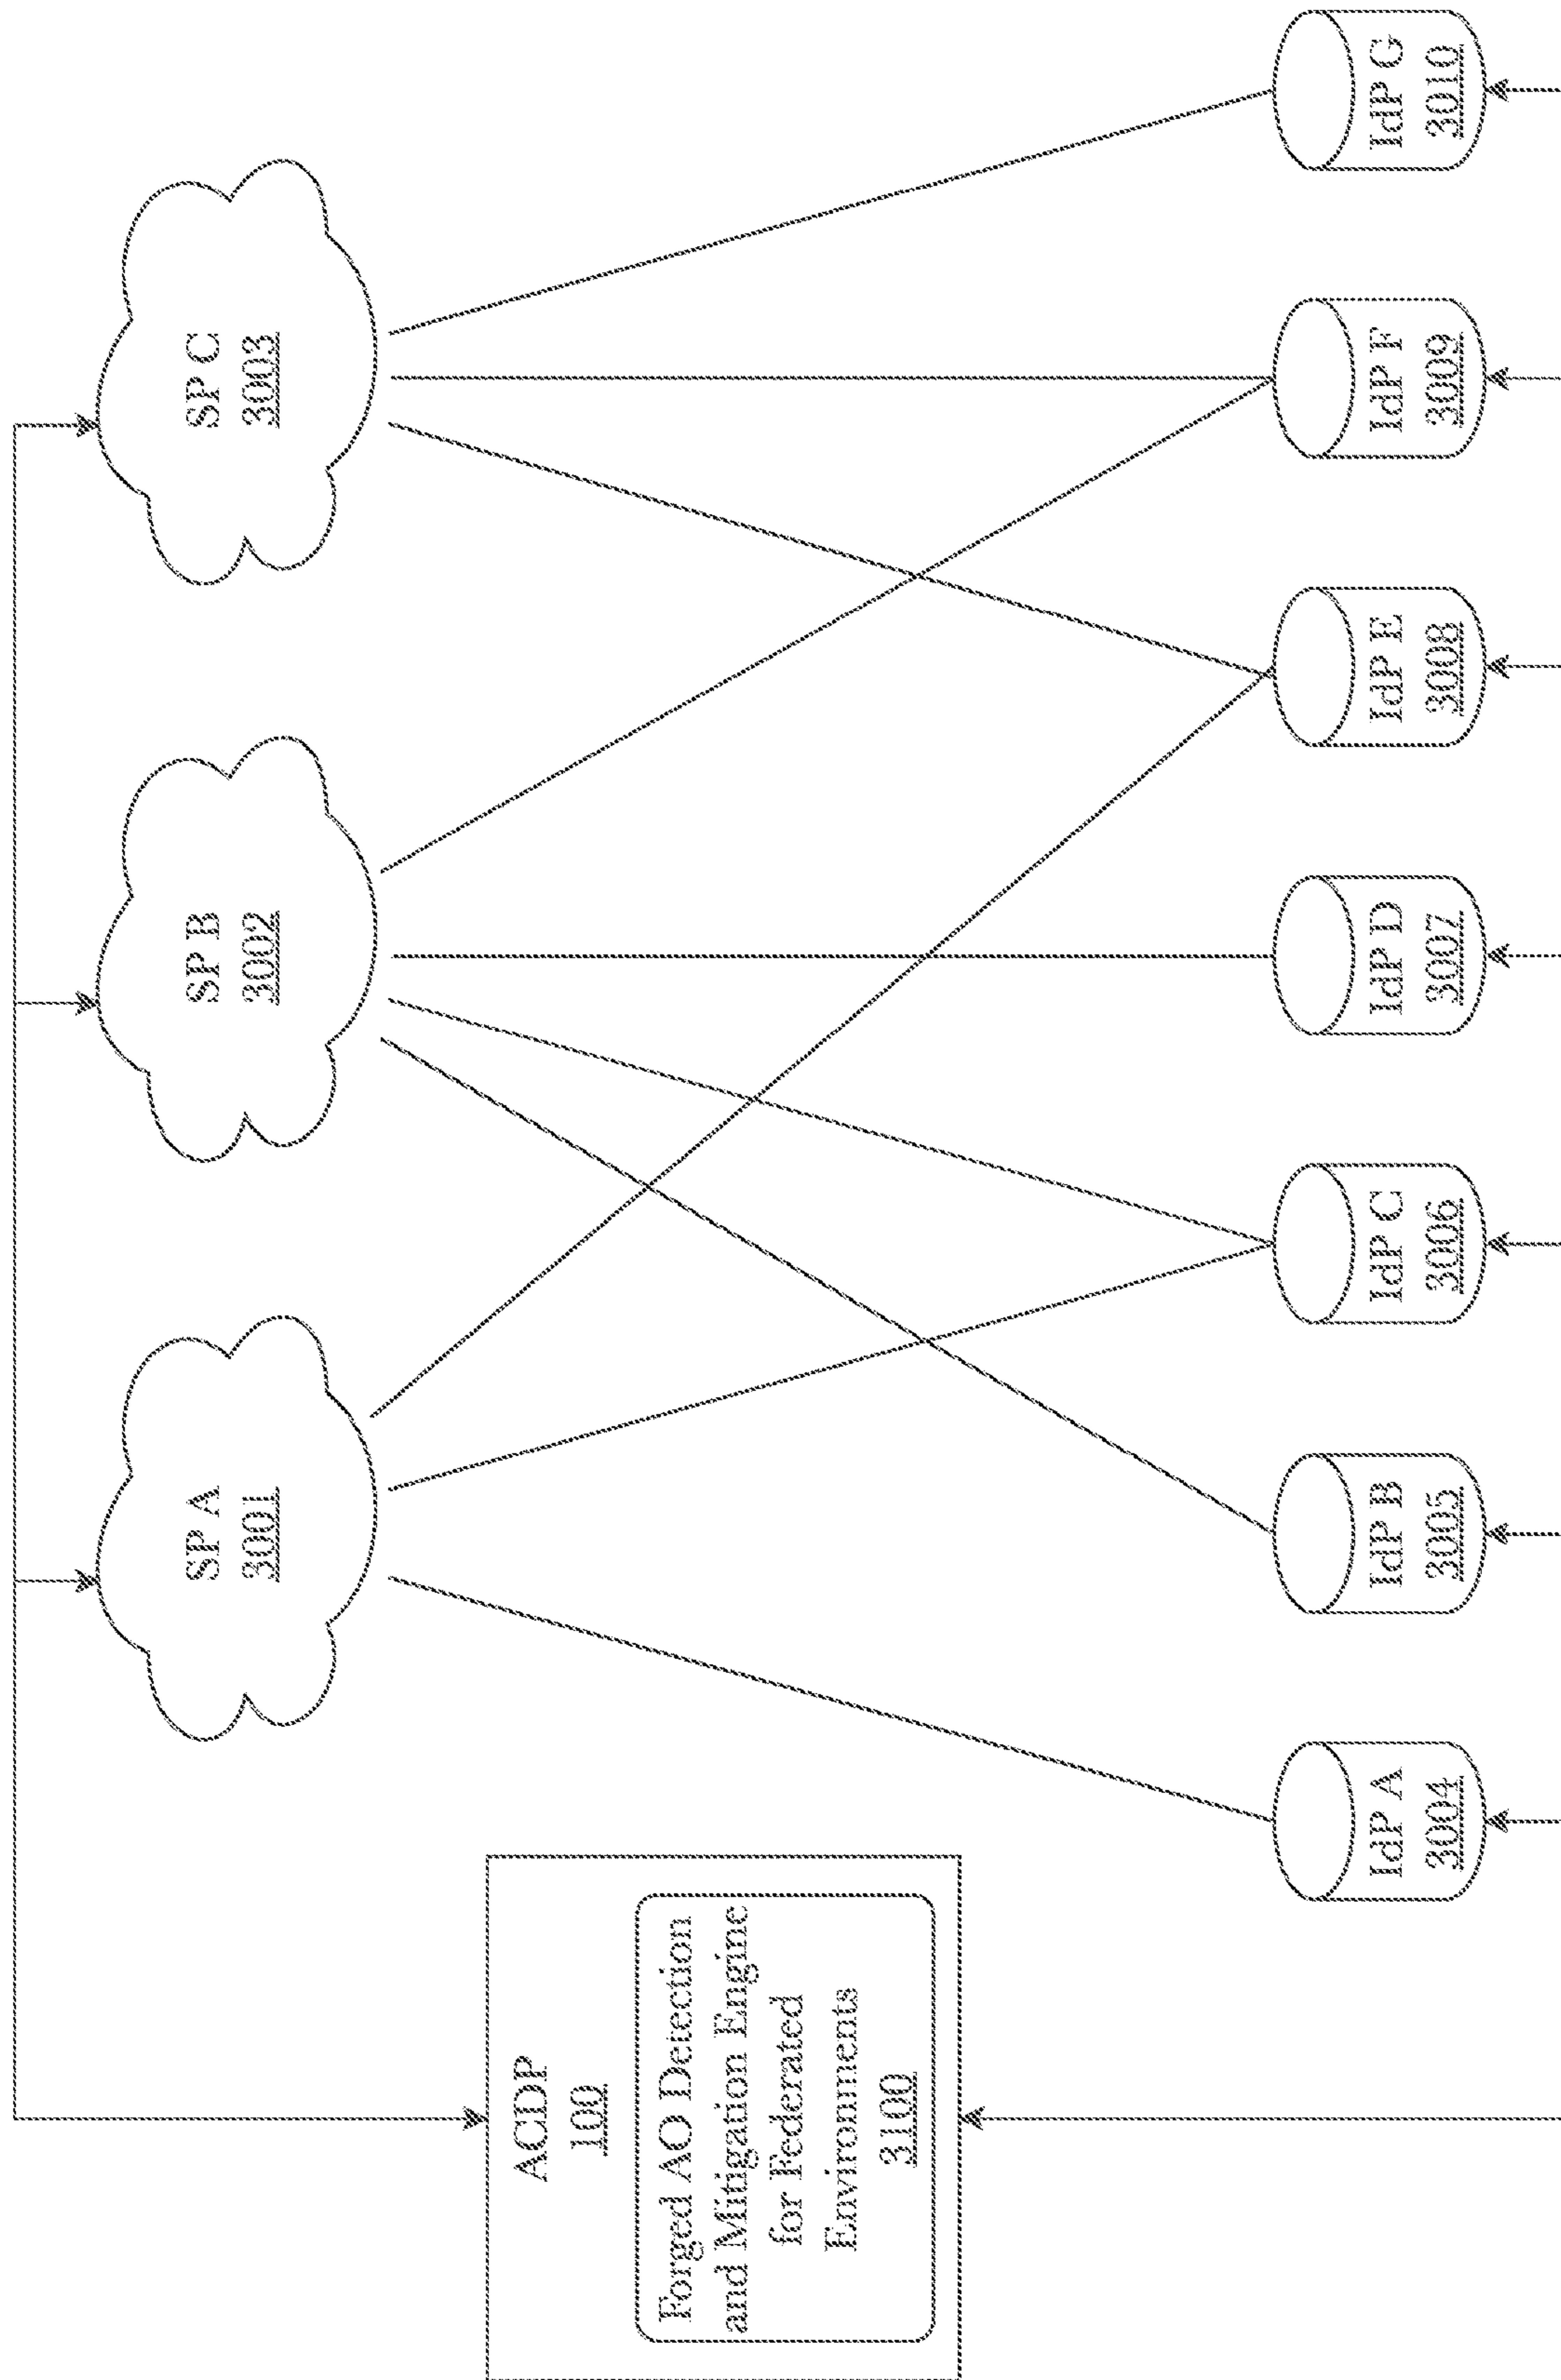 ACDP
100
Forged AO Detection
and Mitigation Engine
for Federated
Environments
3100
SP A
3001
SP B
3002
SP C
3003
IdP A
3004
IdP B
3005
IdP C
3006
IdP D
3007
IdP E
3008
IdP F
3009
IdP G
3010